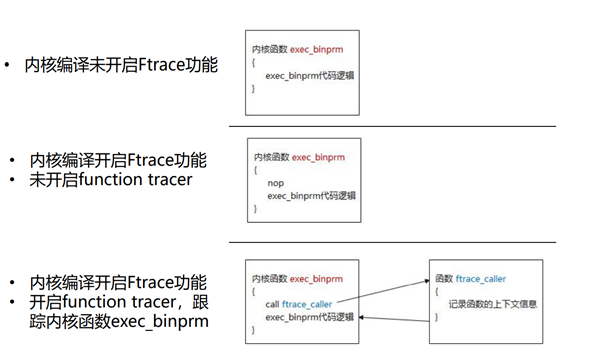 • 内核编译未开启Ftrace功能
内核函数 exec_binprm
{
exec_binprm代码逻辑
}
• 内核编译开启Ftrace功能
• 未开启function tracer
内核函数 exec_binprm
{
nop
exec_binprm代码逻辑
}
• 内核编译开启Ftrace功能
• 开启function tracer，跟
踪内核函数exec_binprm
内核函数 exec_binprm
{
call ftrace_caller
exec_binprm代码逻辑
}
函数 ftrace_caller
{
记录函数的上下文信息
}